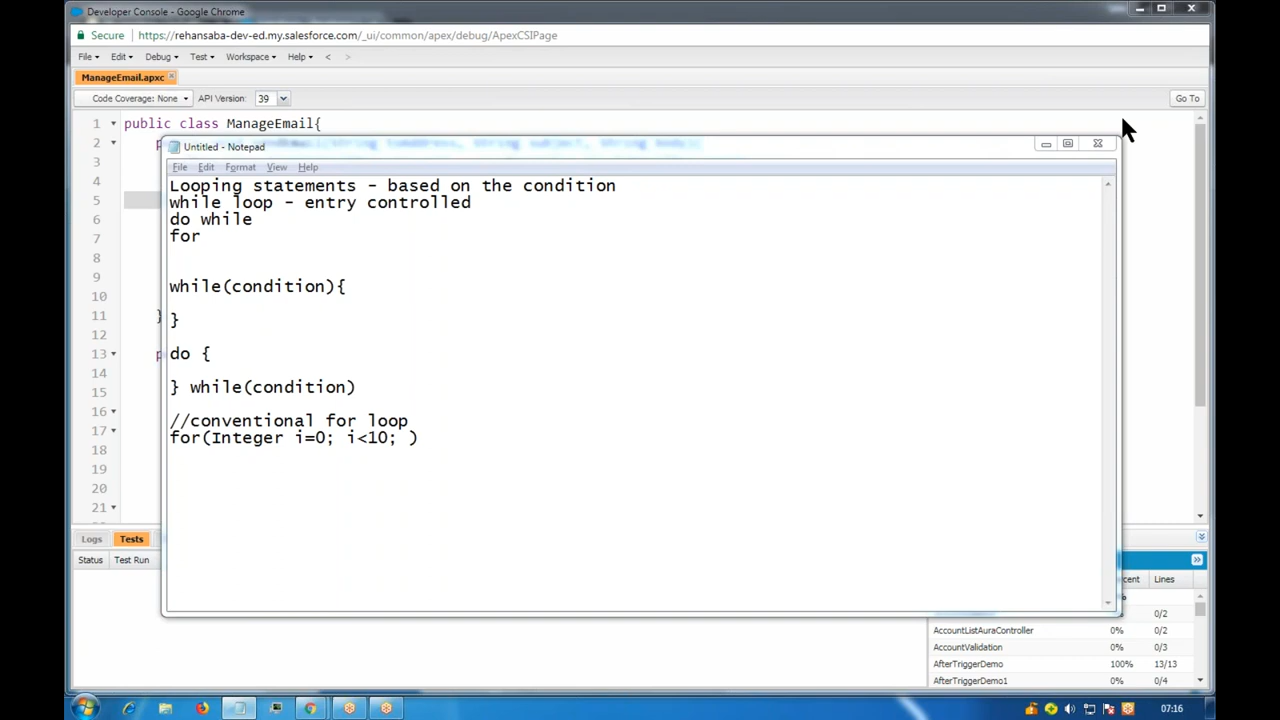 Developer Console - Google Chrome
Secure https://rehansaba-dev-ed.my.salesforce.com/_ui/common/apex/debug/ApexCSIPage
File Edit Debug Test Workspace Help < >
ManageEmail.apxc
Code Coverage: None API Version: 39 Go To
1 public class ManageEmail{
2
3
4
5
6
7
8
9
10
11 }
12
13
14
15
16
17
18
19
20
21
Untitled - Notepad
File Edit Format View Help
Looping statements - based on the condition
while loop - entry controlled
do while
for
while(condition){
}
do {
} while(condition)
//conventional for loop
for(Integer i=0; i<10; )
Logs Tests
Status Test Run
Lines
0/2
AccountListAuraController 0% 0/2
AccountValidation 0% 0/3
AfterTriggerDemo 100% 13/13
AfterTriggerDemo1 0% 0/4
07:16